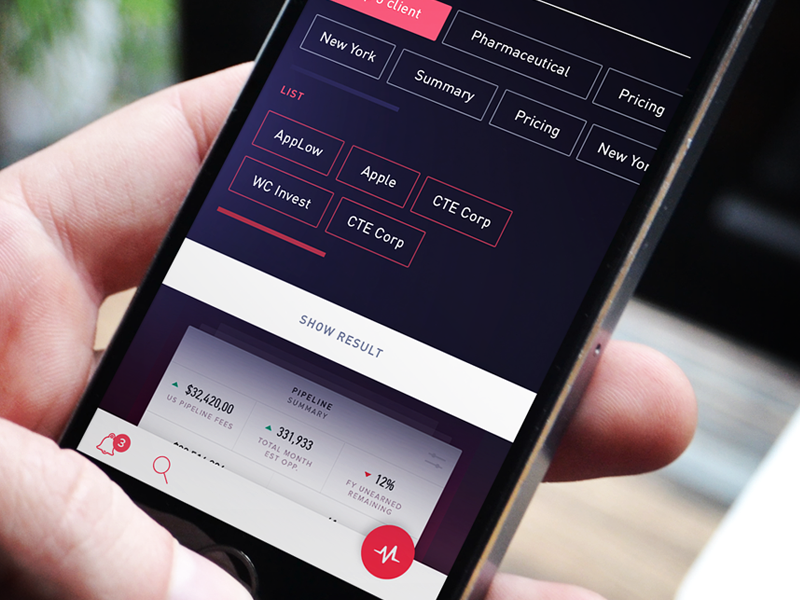 client
Pharmaceutical
Pricing
New York
Summary
Pricing
New Yor
LIST
AppLow
Apple
CTE Corp
WC Invest
CTE Corp
SHOW RESULT
PIPELINE
SUMMARY
$32,420,00
US PIPELINE FEES
331,933
TOTAL MONTH
EST OPP.
12%
FY UNEARNED
REMAINING
3